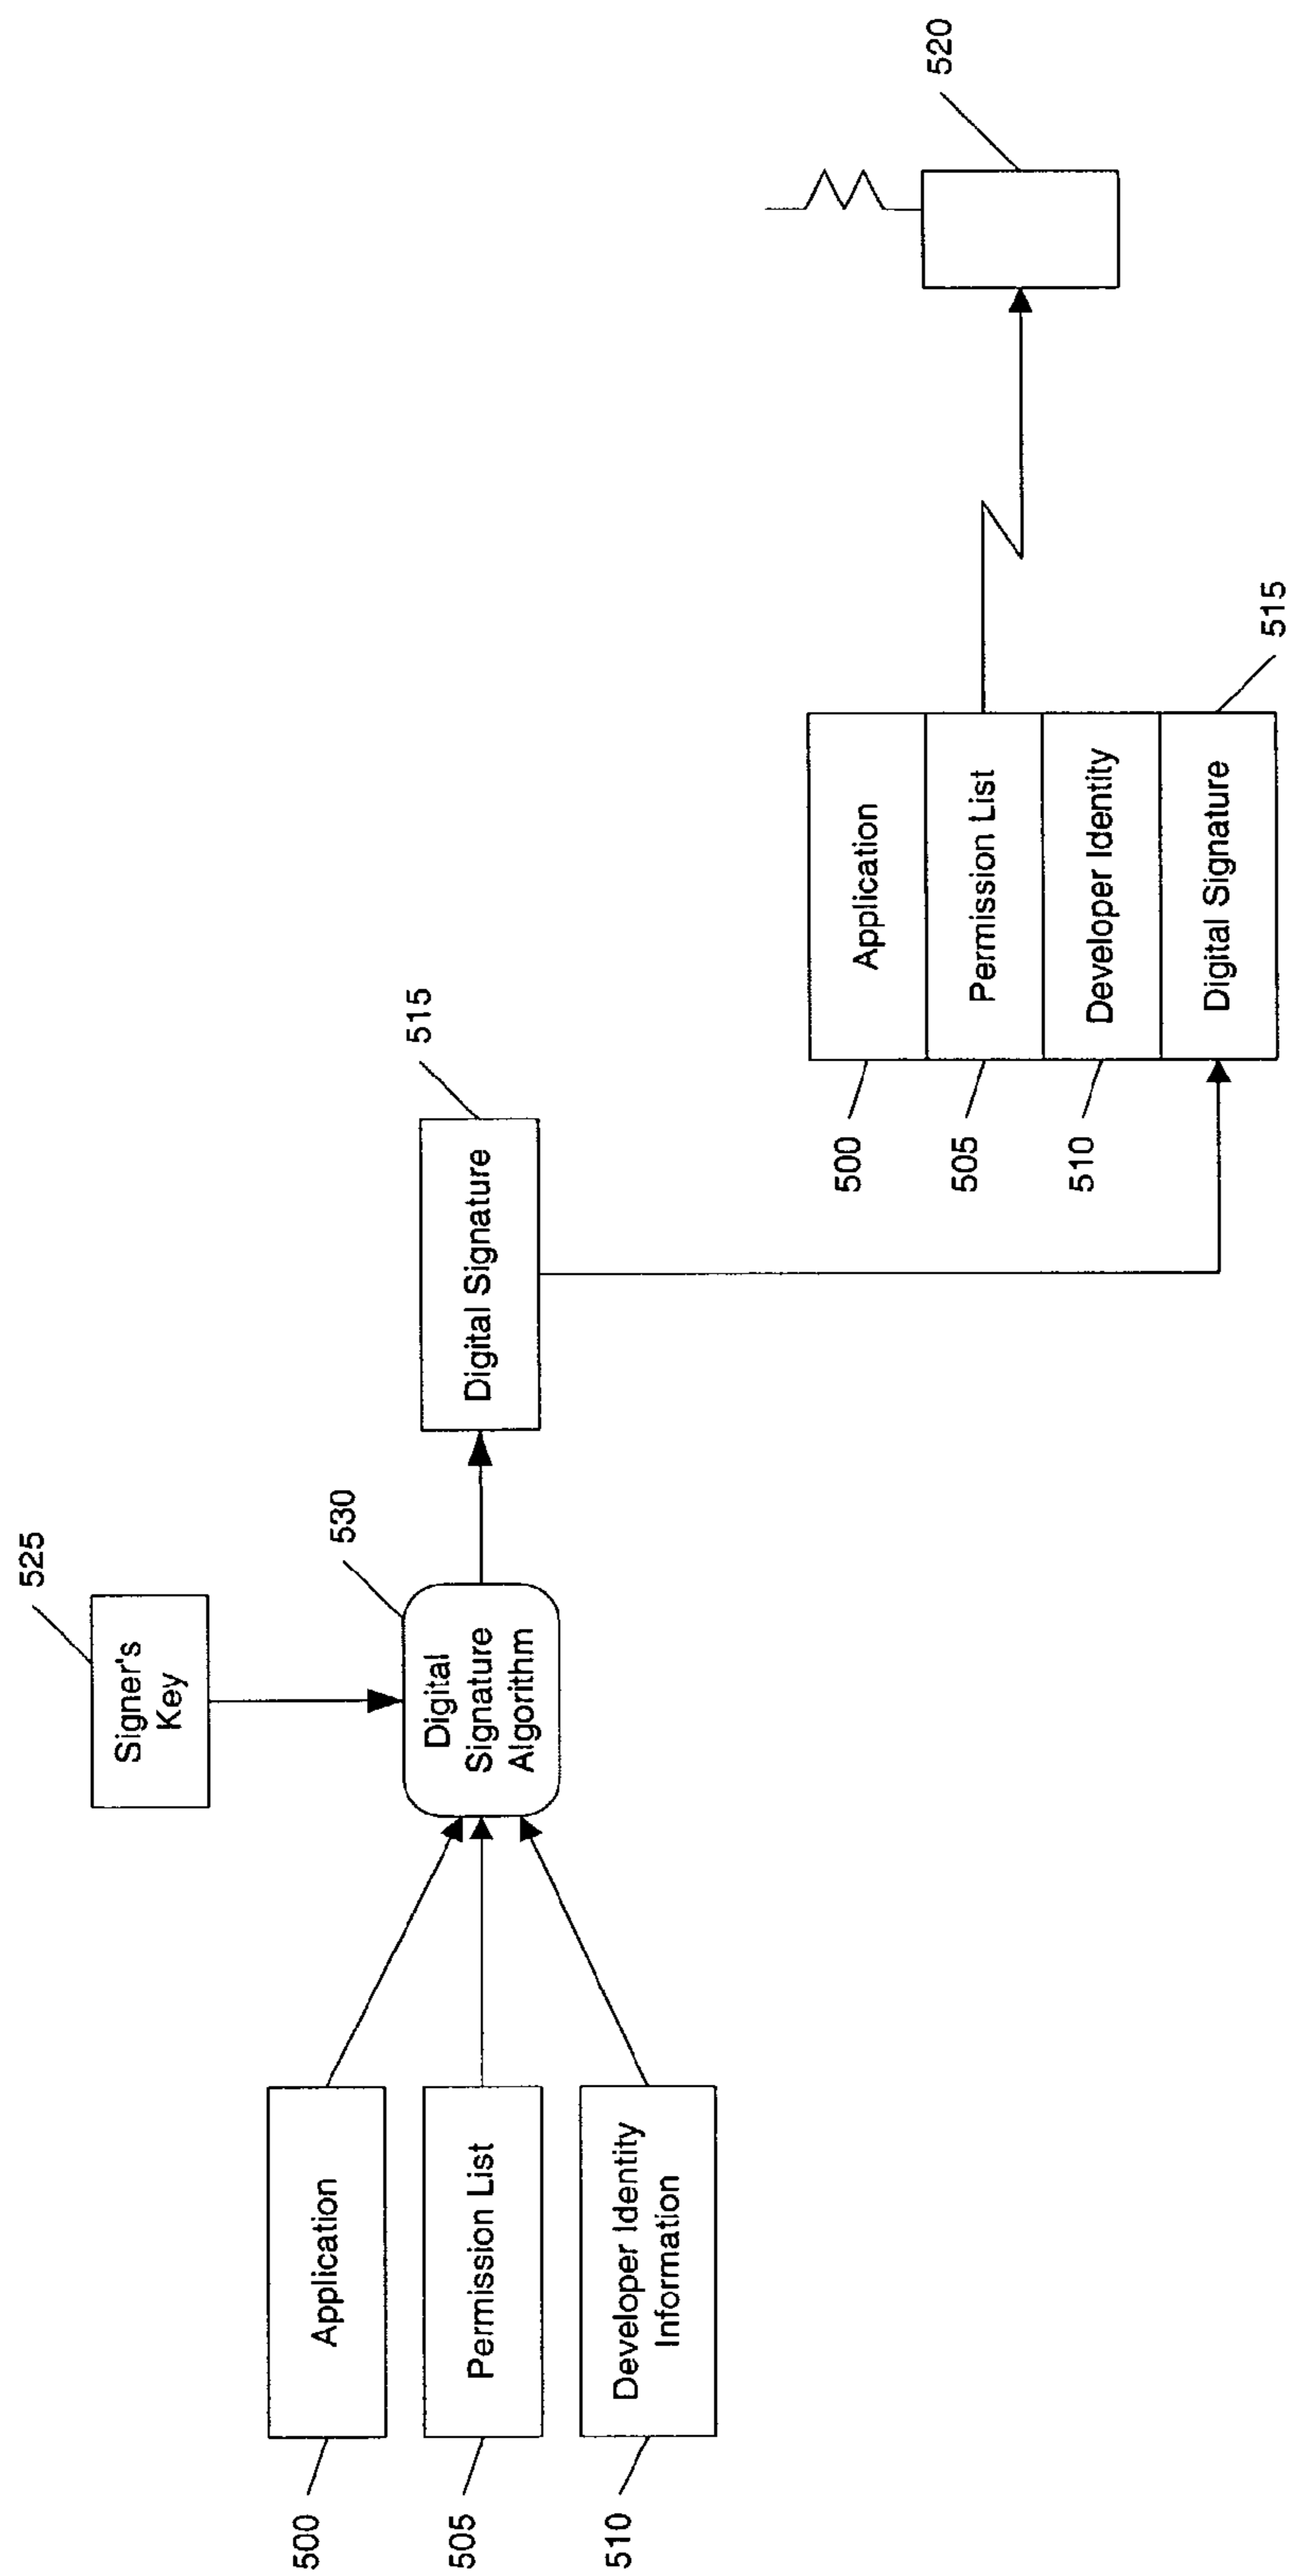 525
Signer's
Key
530
500
Application
505
Permission List
510
Developer Identity
Information
Digital
Signature
Algorithm
515
Digital Signature
500
Application
505
Permission List
510
Developer Identity
Digital Signature
515
520